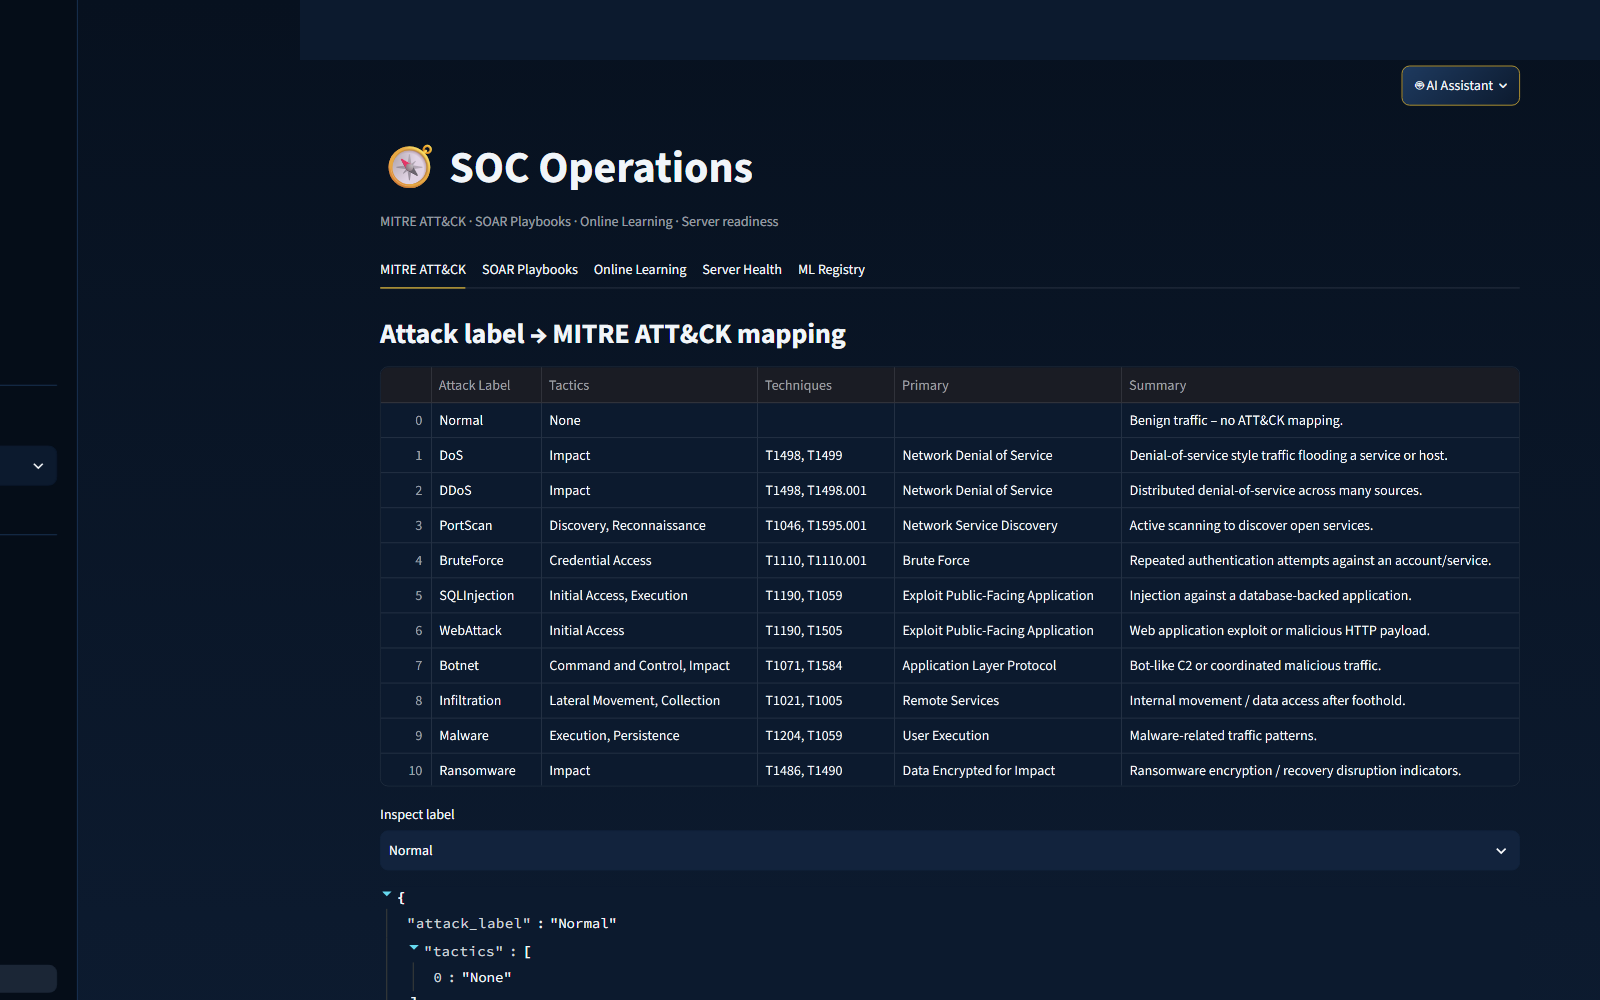 AI Assistant
SOC Operations
MITRE ATT&CK · SOAR Playbooks · Online Learning · Server readiness
MITRE ATT&CK SOAR Playbooks Online Learning Server Health ML Registry
Attack label → MITRE ATT&CK mapping
Attack Label Tactics Techniques Primary Summary
0 Normal None Benign traffic – no ATT&CK mapping.
1 DoS Impact T1498, T1499 Network Denial of Service Denial-of-service style traffic flooding a service or host.
2 DDoS Impact T1498, T1498.001 Network Denial of Service Distributed denial-of-service across many sources.
3 PortScan Discovery, Reconnaissance T1046, T1595.001 Network Service Discovery Active scanning to discover open services.
4 BruteForce Credential Access T1110, T1110.001 Brute Force Repeated authentication attempts against an account/service.
5 SQLInjection Initial Access, Execution T1190, T1059 Exploit Public-Facing Application Injection against a database-backed application.
6 WebAttack Initial Access T1190, T1505 Exploit Public-Facing Application Web application exploit or malicious HTTP payload.
7 Botnet Command and Control, Impact T1071, T1584 Application Layer Protocol Bot-like C2 or coordinated malicious traffic.
8 Infiltration Lateral Movement, Collection T1021, T1005 Remote Services Internal movement / data access after foothold.
9 Malware Execution, Persistence T1204, T1059 User Execution Malware-related traffic patterns.
10 Ransomware Impact T1486, T1490 Data Encrypted for Impact Ransomware encryption / recovery disruption indicators.
Inspect label
Normal
{
"attack_label" : "Normal"
"tactics" : [
0 : "None"
]